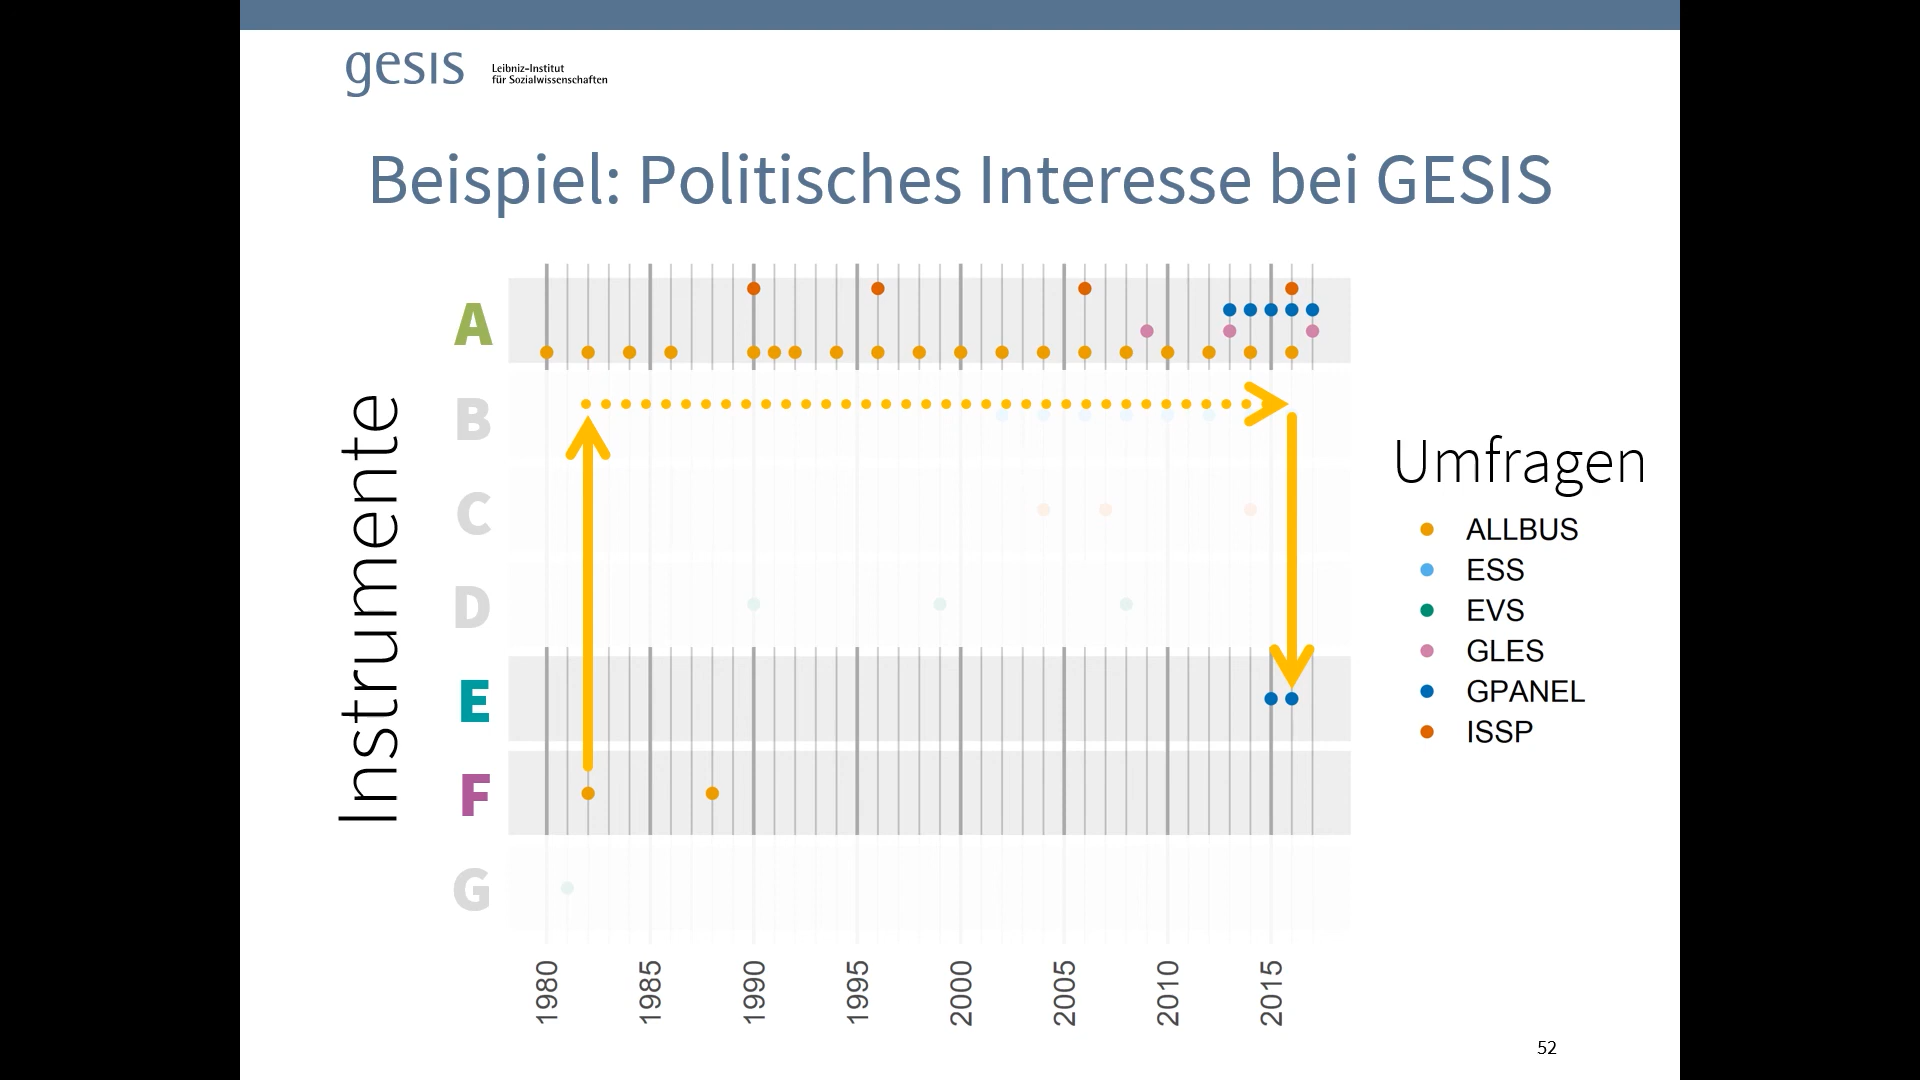 gesis
Leibniz-Institut
für Sozialwissenschaften
Beispiel: Politisches Interesse bei GESIS
Instrumente
A
B
C
D
E
F
G
1980 1985 1990 1995 2000 2005 2010 2015
Umfragen
ALLBUS
ESS
EVS
GLES
GPANEL
ISSP
52